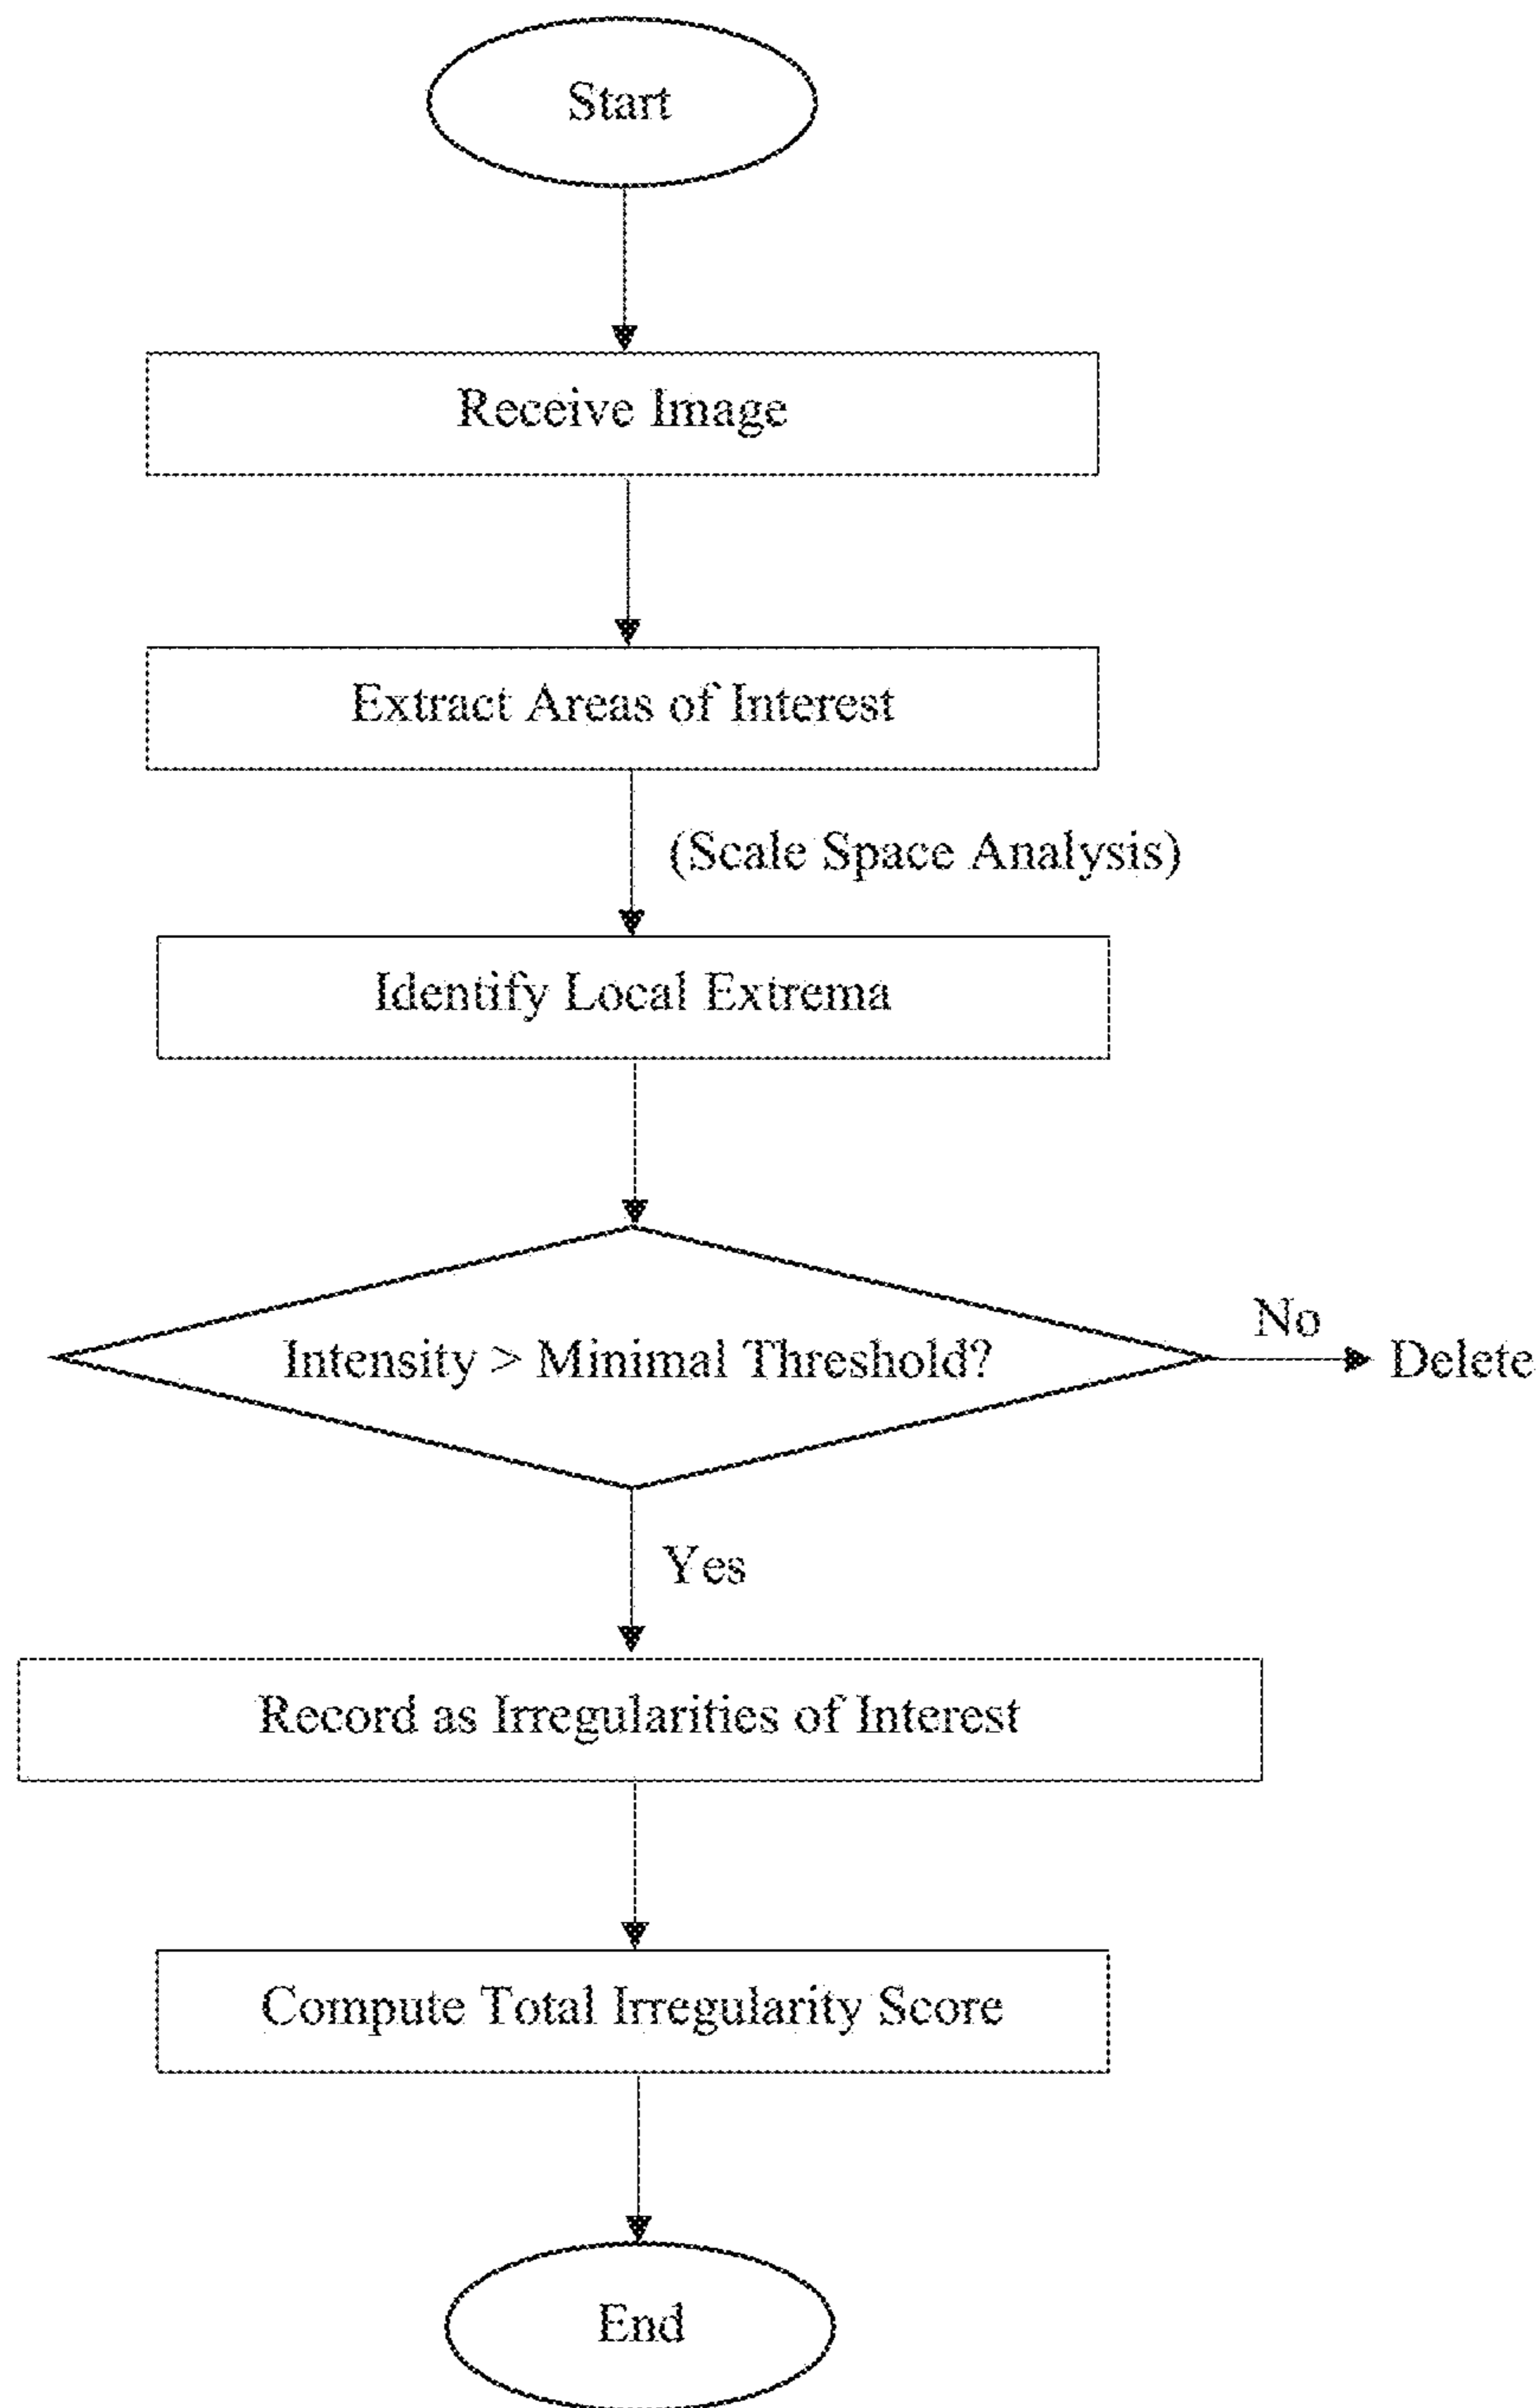 Start
Receive Image
Extract Areas of Interest
(Scale Space Analysis)
Identify Local Extrema
Intensity > Minimal Threshold?
No
Delete
Yes
Record as Irregularities of Interest
Compute Total Irregularity Score
End